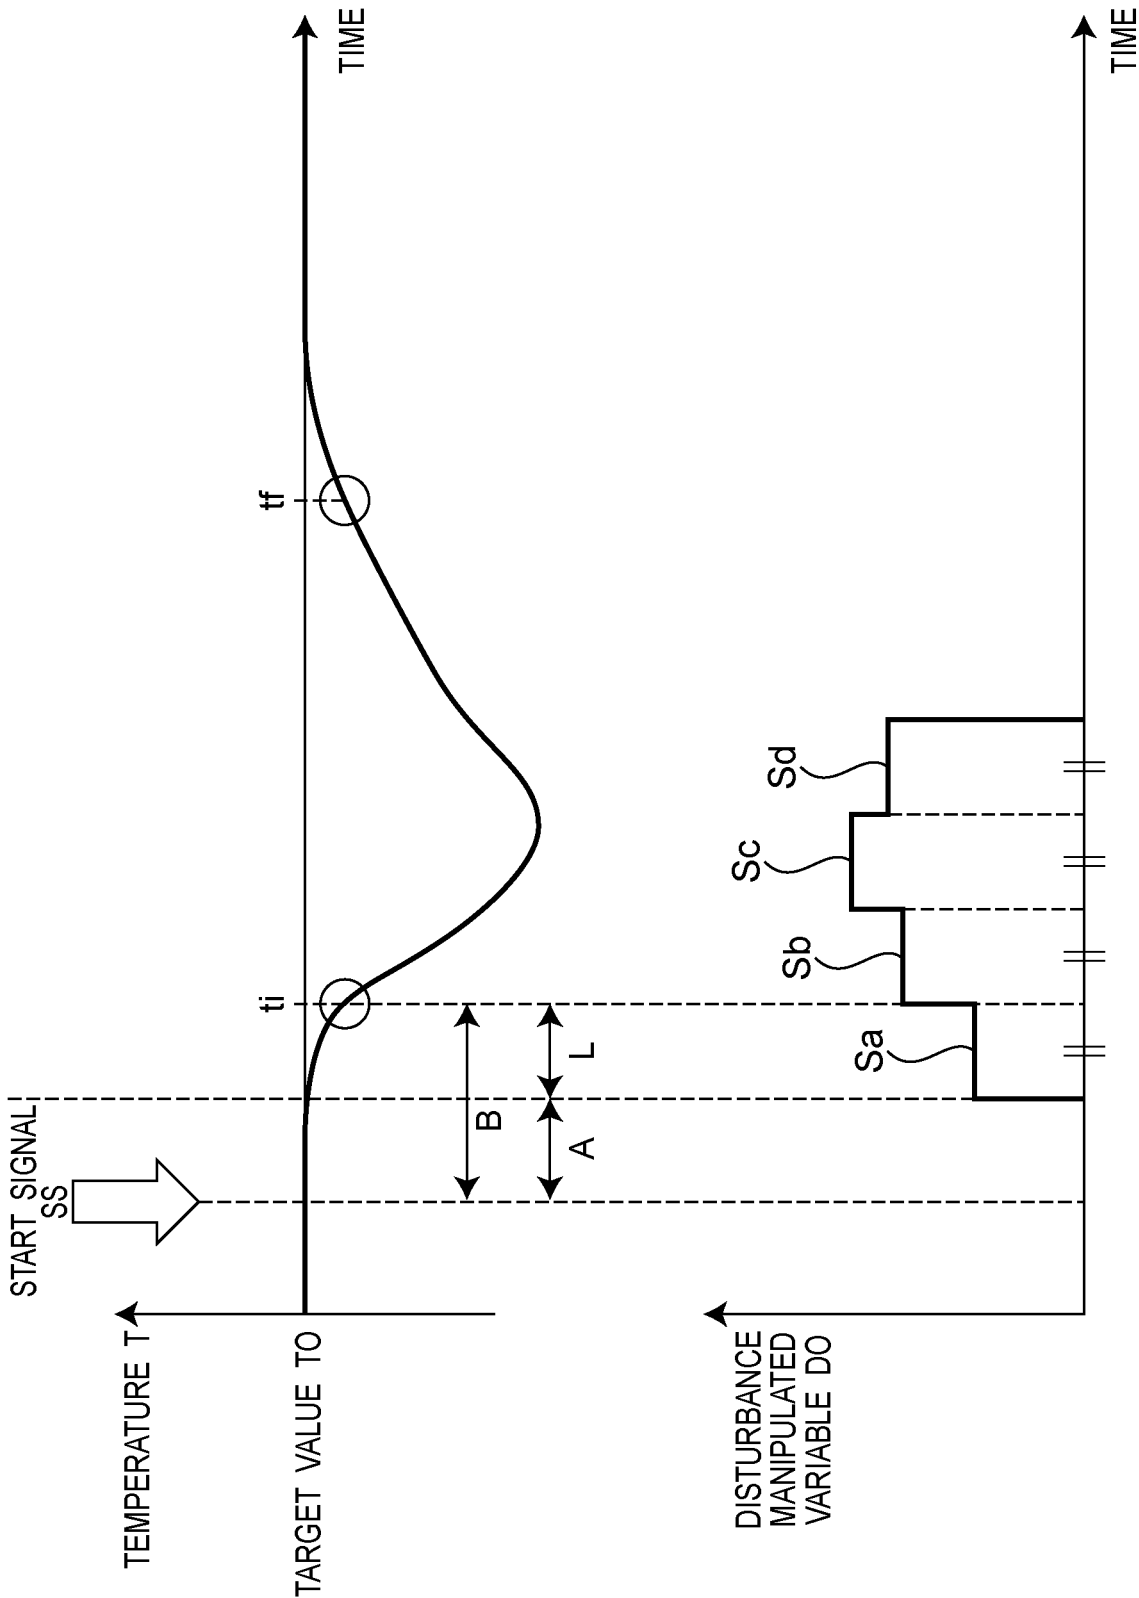 START SIGNAL
SS
TEMPERATURE T
TARGET VALUE TO
ti
tf
TIME
B
A
L
DISTURBANCE
MANIPULATED
VARIABLE DO
Sa
Sb
Sc
Sd
TIME